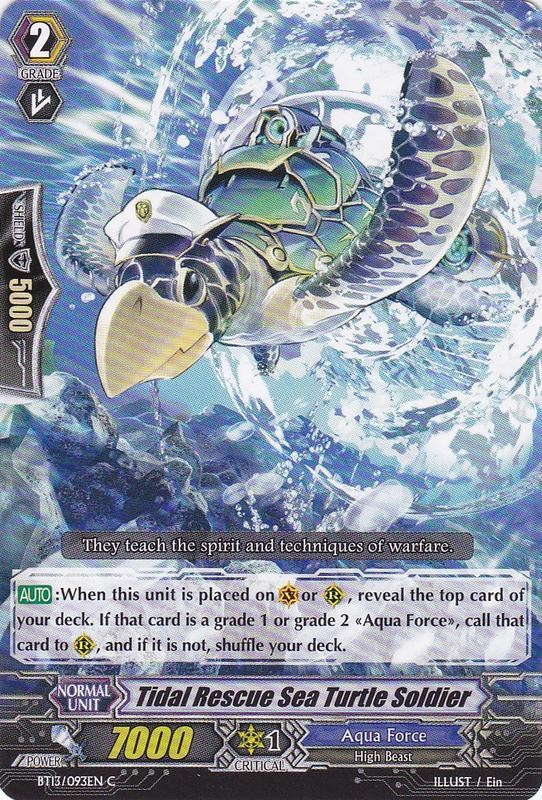 2
GRADE
SHIELD
5000
They teach the spirit and techniques of warfare.
AUTO :When this unit is placed on V or R, reveal the top card of
your deck. If that card is a grade 1 or grade 2 «Aqua Force», call that
card to R, and if it is not, shuffle your deck.
NORMAL
UNIT
Tidal Rescue Sea Turtle Soldier
POWER
7000
1
CRITICAL
Aqua Force
High Beast
BT13/093EN C
ILLUST / Ein